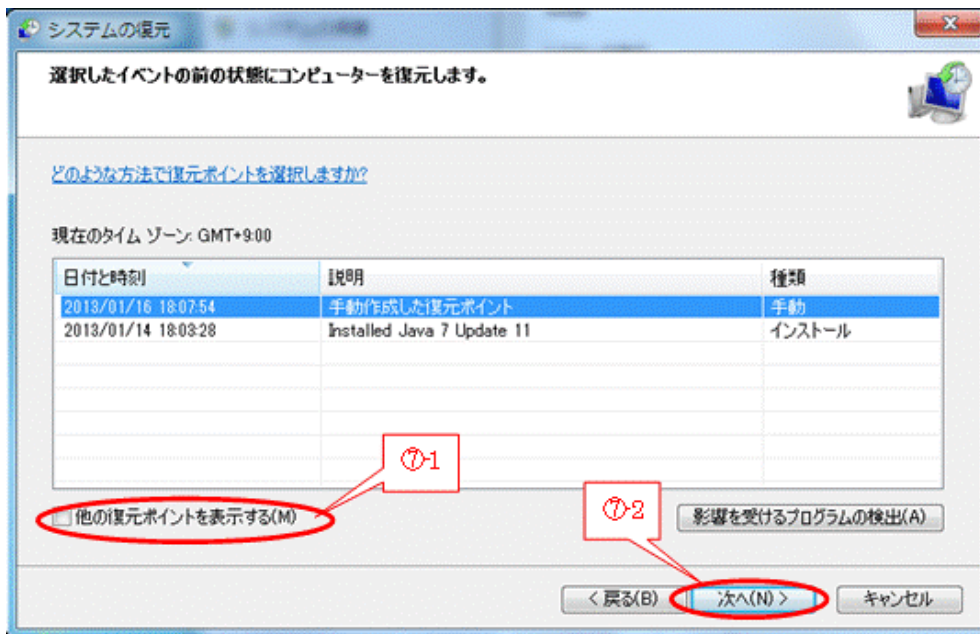 システムの復元
選択したイベントの前の状態にコンピューターを復元します。
どのような方法で復元ポイントを選択しますか?
現在のタイム ゾーン: GMT+9:00
日付と時刻 説明 種類
2013/01/16 18:07:54 手動作成した復元ポイント 手動
2013/01/14 18:03:28 Installed Java 7 Update 11 インストール
⑦-1
他の復元ポイントを表示する(M)
⑦-2
影響を受けるプログラムの検出(A)
< 戻る(B) 次へ(N) > キャンセル